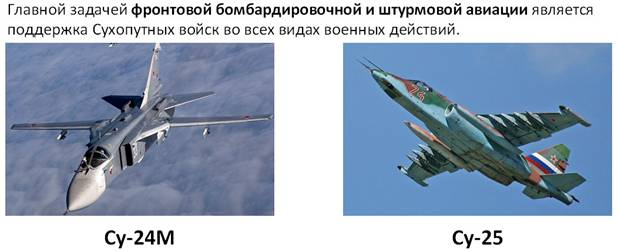 Главной задачей фронтовой бомбардировочной и штурмовой авиации является
поддержка Сухопутных войск во всех видах военных действий.
Су-24М
Су-25